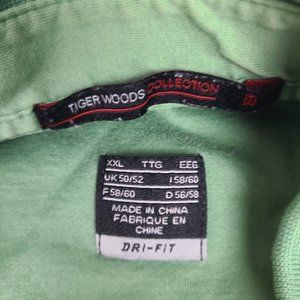 TIGER WOODS COLLECTION
XXL TTG EEG
UK 50/52 I 58/60
F 58/60 D 56/58
MADE IN CHINA
FABRIQUE EN
CHINE
DRI-FIT